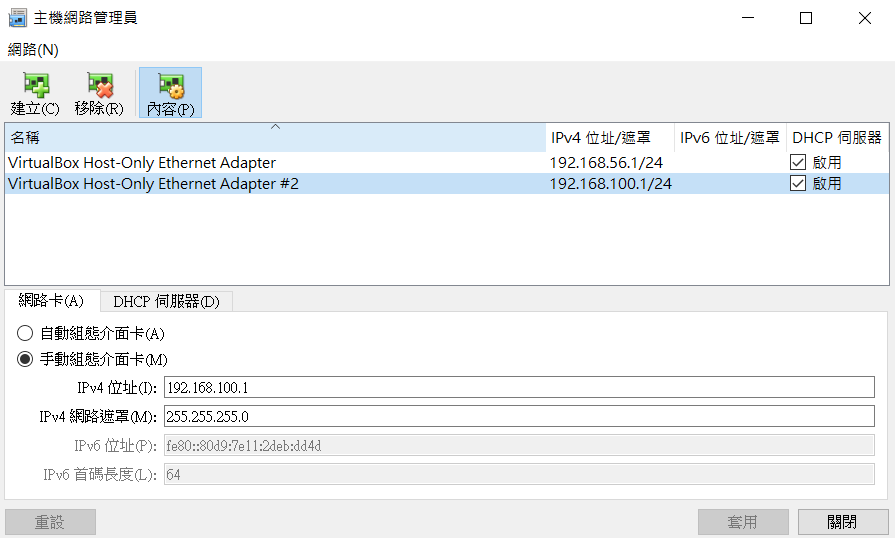 主機網路管理員
網路(N)
建立(C) 移除(R) 內容(P)
名稱 IPv4 位址/遮罩 IPv6 位址/遮罩 DHCP 伺服器
VirtualBox Host-Only Ethernet Adapter 192.168.56.1/24 啟用
VirtualBox Host-Only Ethernet Adapter #2 192.168.100.1/24 啟用
網路卡(A) DHCP 伺服器(D)
自動組態介面卡(A)
手動組態介面卡(M)
IPv4 位址(I): 192.168.100.1
IPv4 網路遮罩(M): 255.255.255.0
IPv6 位址(P): fe80::80d9:7e11:2deb:dd4d
IPv6 首碼長度(L): 64
重設 套用 關閉